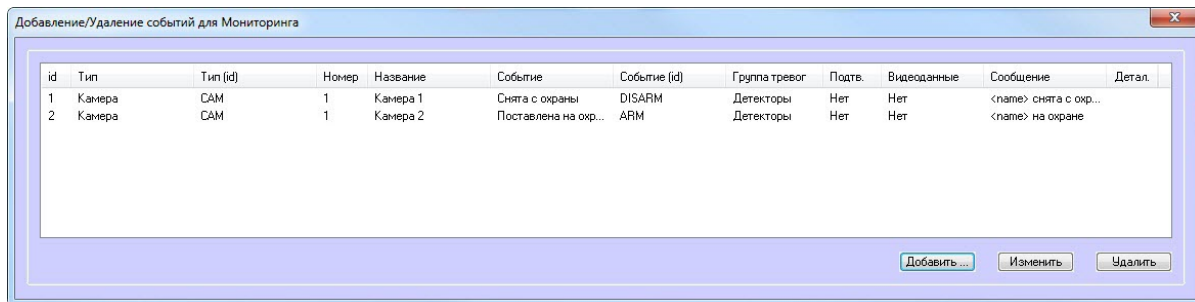 Добавление/Удаление событий для Мониторинга
id Тип Тип (id) Номер Название Событие Событие (id) Группа тревог Подтв. Видеоданные Сообщение Детал.
1 Камера CAM 1 Камера 1 Снята с охраны DISARM Детекторы Нет Нет <name> снята с охр...
2 Камера CAM 1 Камера 2 Поставлена на охр... ARM Детекторы Нет Нет <name> на охране
Добавить ... Изменить Удалить